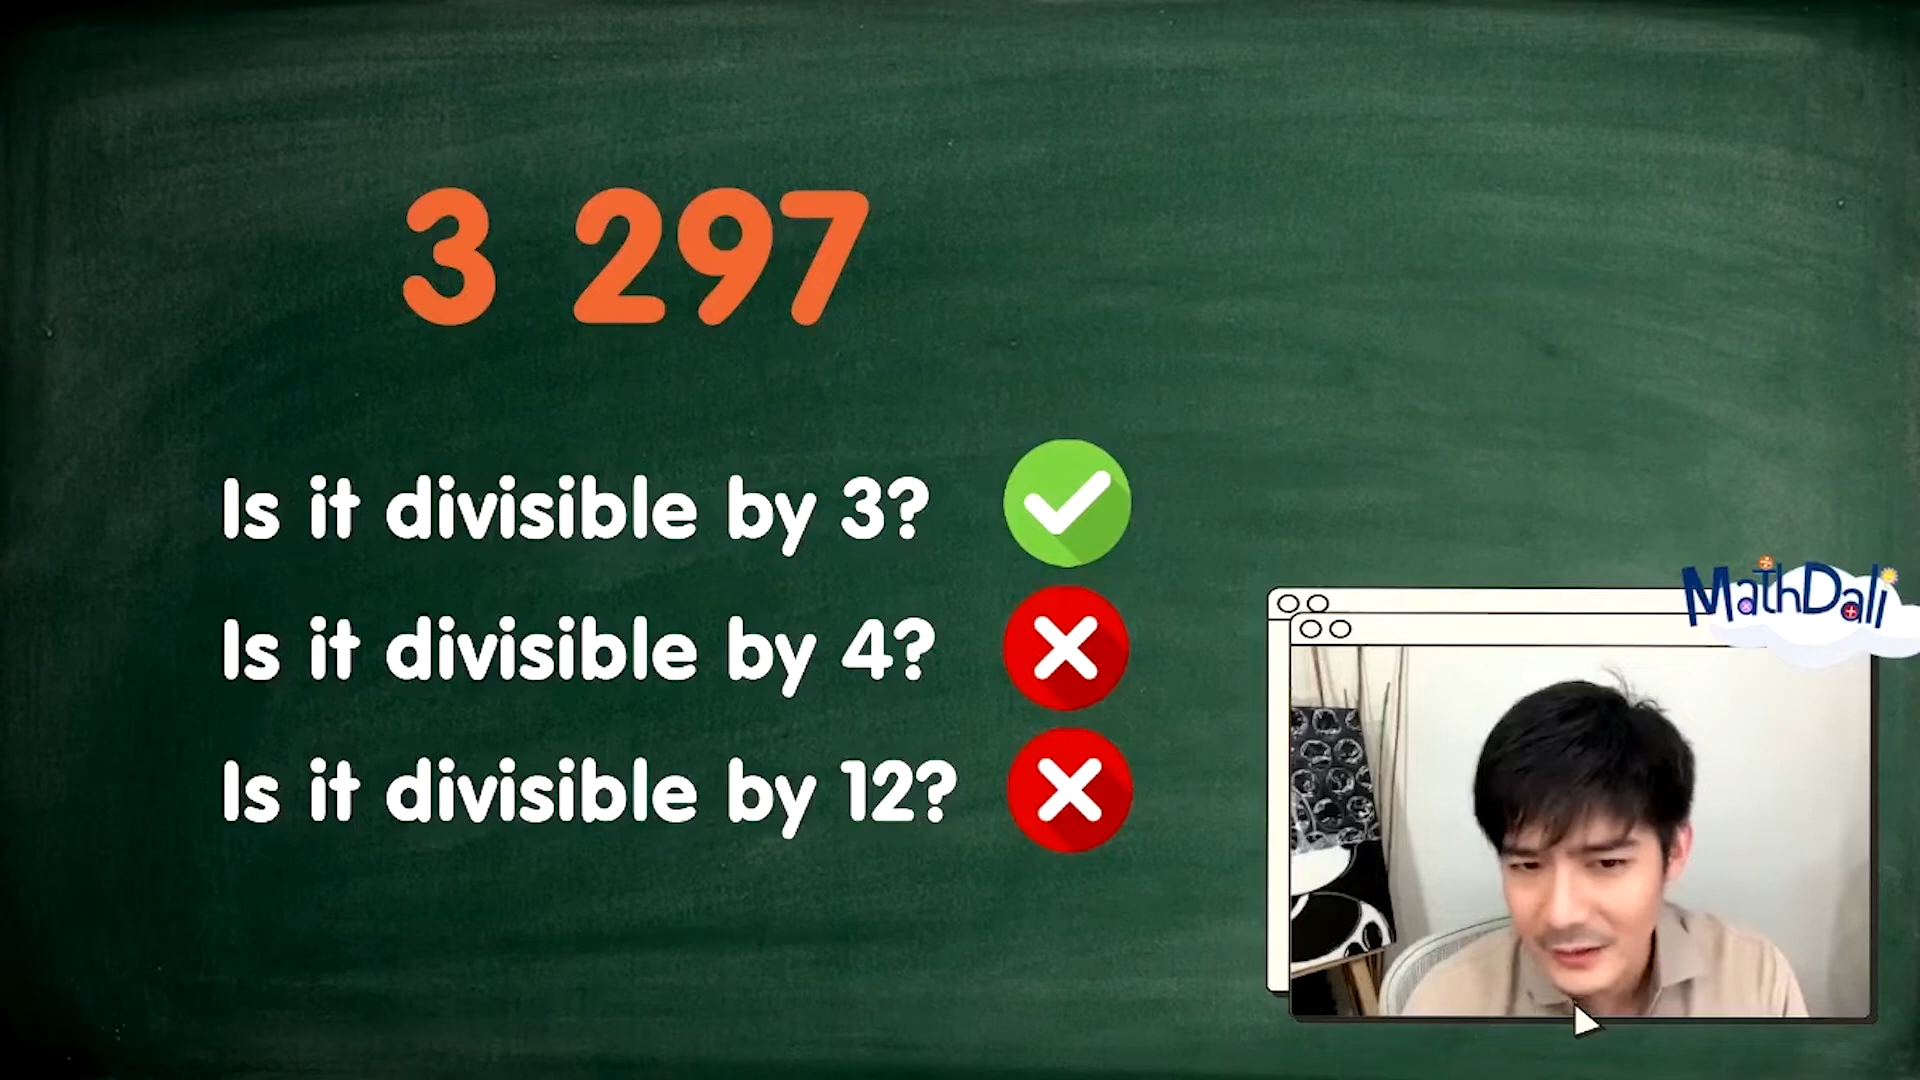 3 297
Is it divisible by 3?
Is it divisible by 4?
Is it divisible by 12?
MathDali